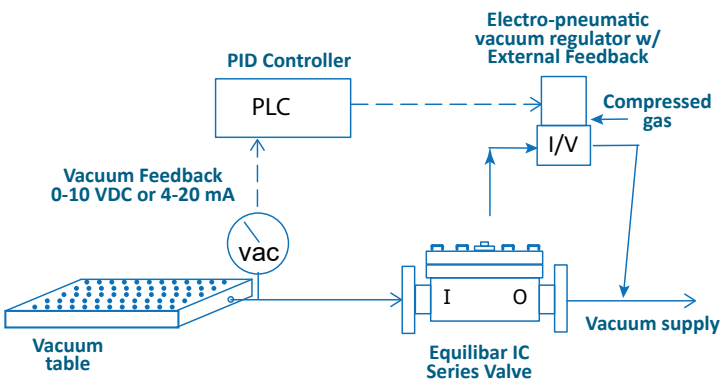 Electro-pneumatic
vacuum regulator w/
External Feedback
PID Controller
PLC
Compressed
gas
I/V
Vacuum Feedback
0-10 VDC or 4-20 mA
vac
I O
Vacuum supply
Vacuum
table
Equilibar IC
Series Valve